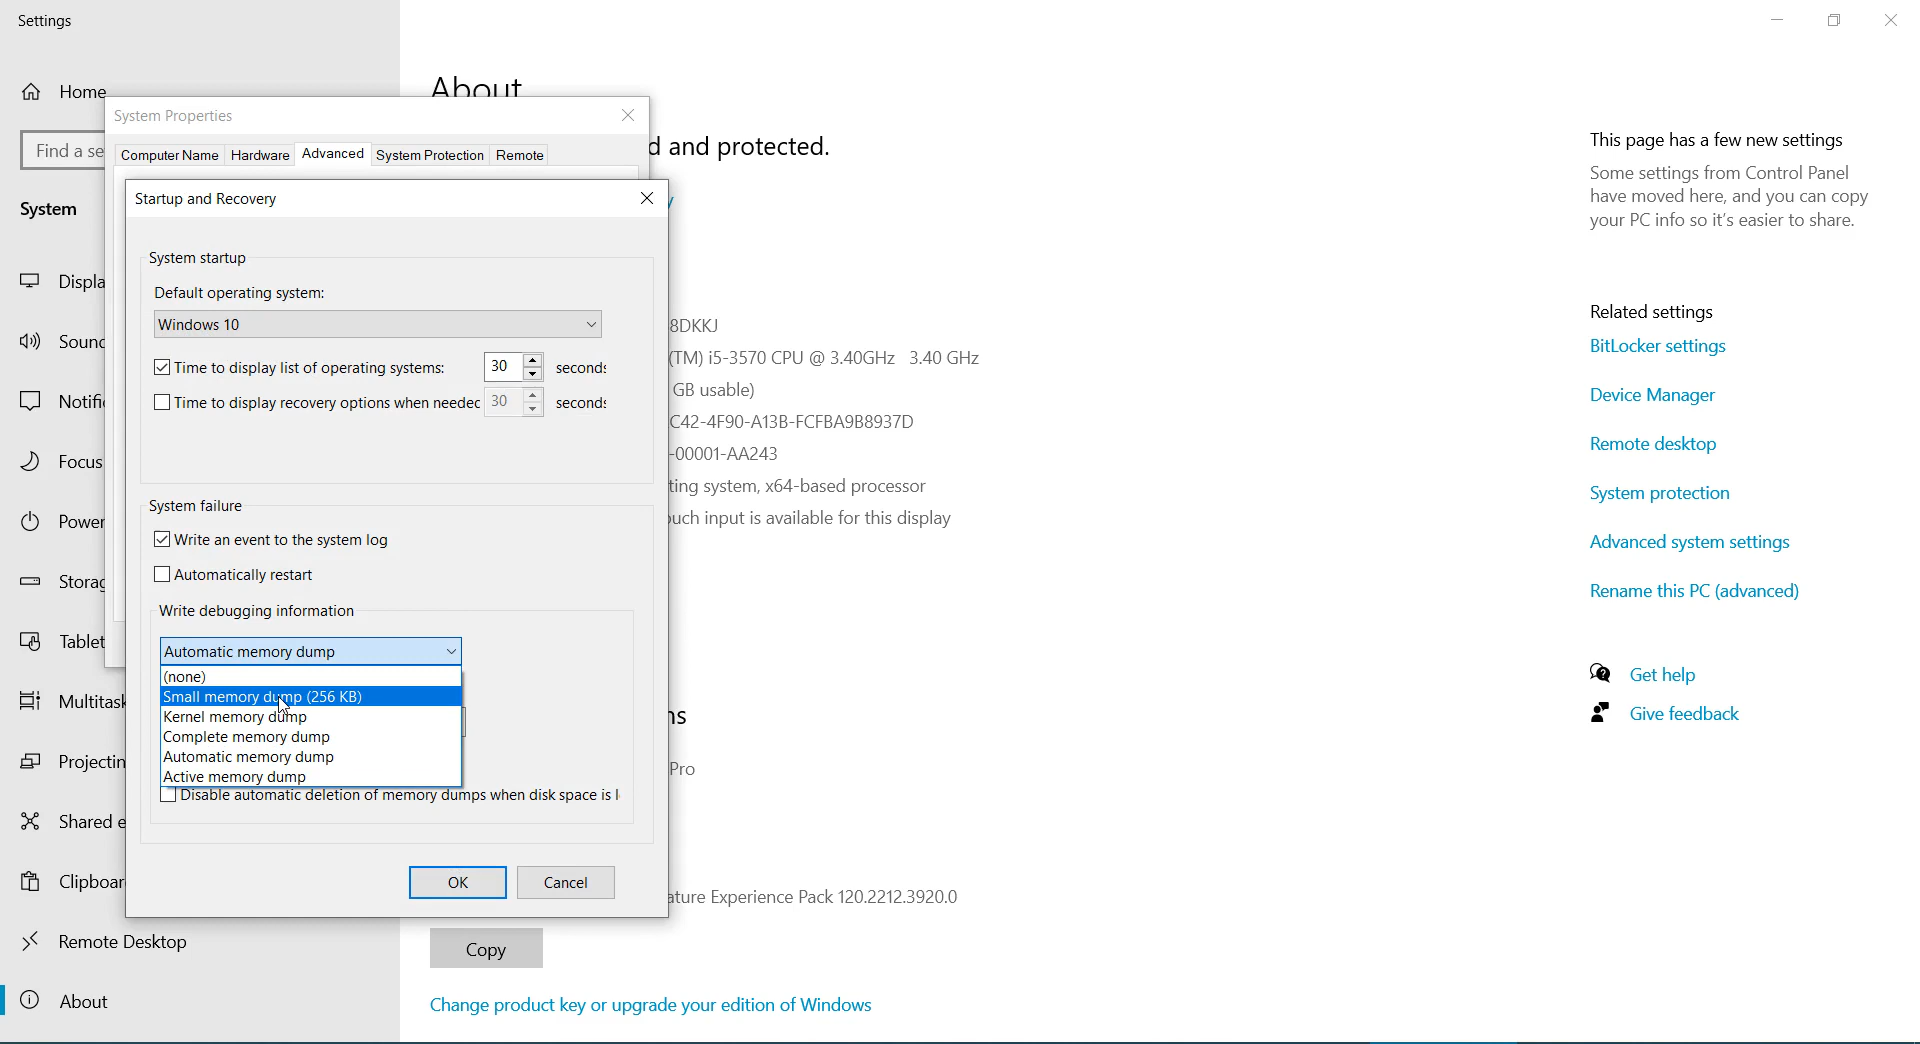 Settings
Home
Find a se
System
Displa
Sound
Notific
Focus
Power
Storag
Tablet
Multitask
Projectin
Shared e
Clipboar
Remote Desktop
About
System Properties
Computer Name Hardware Advanced System Protection Remote
Startup and Recovery
System startup
Default operating system:
Windows 10
Time to display list of operating systems: 30 seconds
Time to display recovery options when needed 30 seconds
System failure
Write an event to the system log
Automatically restart
Write debugging information
Automatic memory dump
(none)
Small memory dump (256 KB)
Kernel memory dump
Complete memory dump
Automatic memory dump
Active memory dump
Disable automatic deletion of memory dumps when disk space is l
OK Cancel
About
d and protected.
y
8DKKJ
(TM) i5-3570 CPU @ 3.40GHz 3.40 GHz
GB usable)
C42-4F90-A13B-FCFBA9B8937D
-00001-AA243
ting system, x64-based processor
uch input is available for this display
ns
Pro
ature Experience Pack 120.2212.3920.0
Copy
Change product key or upgrade your edition of Windows
This page has a few new settings
Some settings from Control Panel
have moved here, and you can copy
your PC info so it's easier to share.
Related settings
BitLocker settings
Device Manager
Remote desktop
System protection
Advanced system settings
Rename this PC (advanced)
Get help
Give feedback